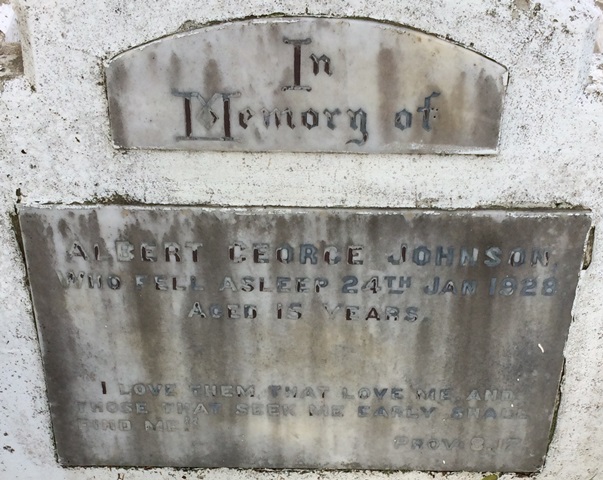 In
Memory of
ALBERT GEORGE JOHNSON
WHO FELL ASLEEP 24TH JAN 1928
AGED 15 YEARS.
I LOVE THEM THAT LOVE ME AND
THOSE THAT SEEK ME EARLY SHALL
FIND ME"
PROV: 8.17